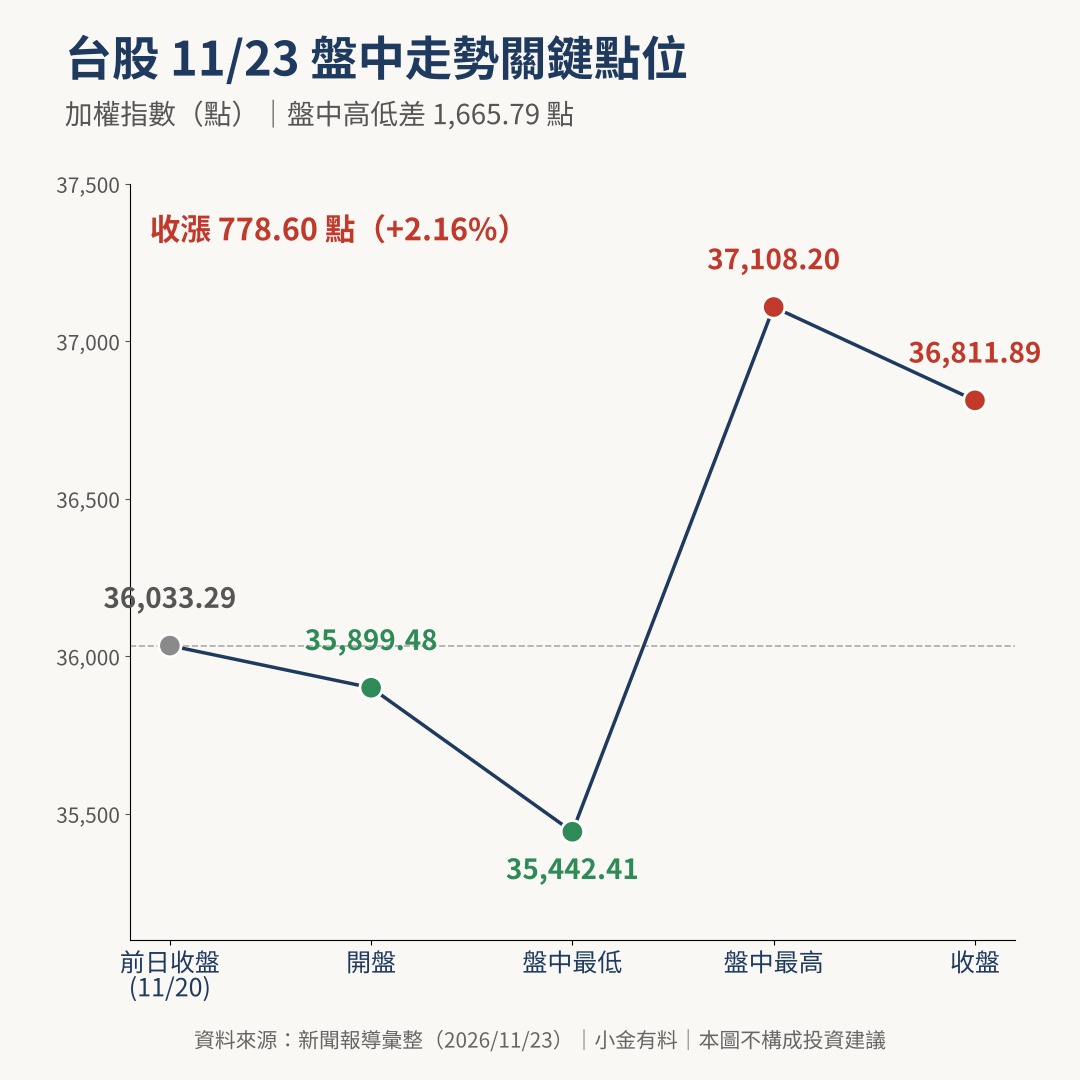 台股 11/23 盤中走勢關鍵點位
加權指數（點）｜盤中高低差 1,665.79 點
37,500
收漲 778.60 點（+2.16%）
37,108.20
37,000
36,811.89
36,500
36,033.29
35,899.48
36,000
35,500
35,442.41
前日收盤
(11/20)
開盤
盤中最低
盤中最高
收盤
資料來源：新聞報導彙整（2026/11/23）｜小金有料｜本圖不構成投資建議